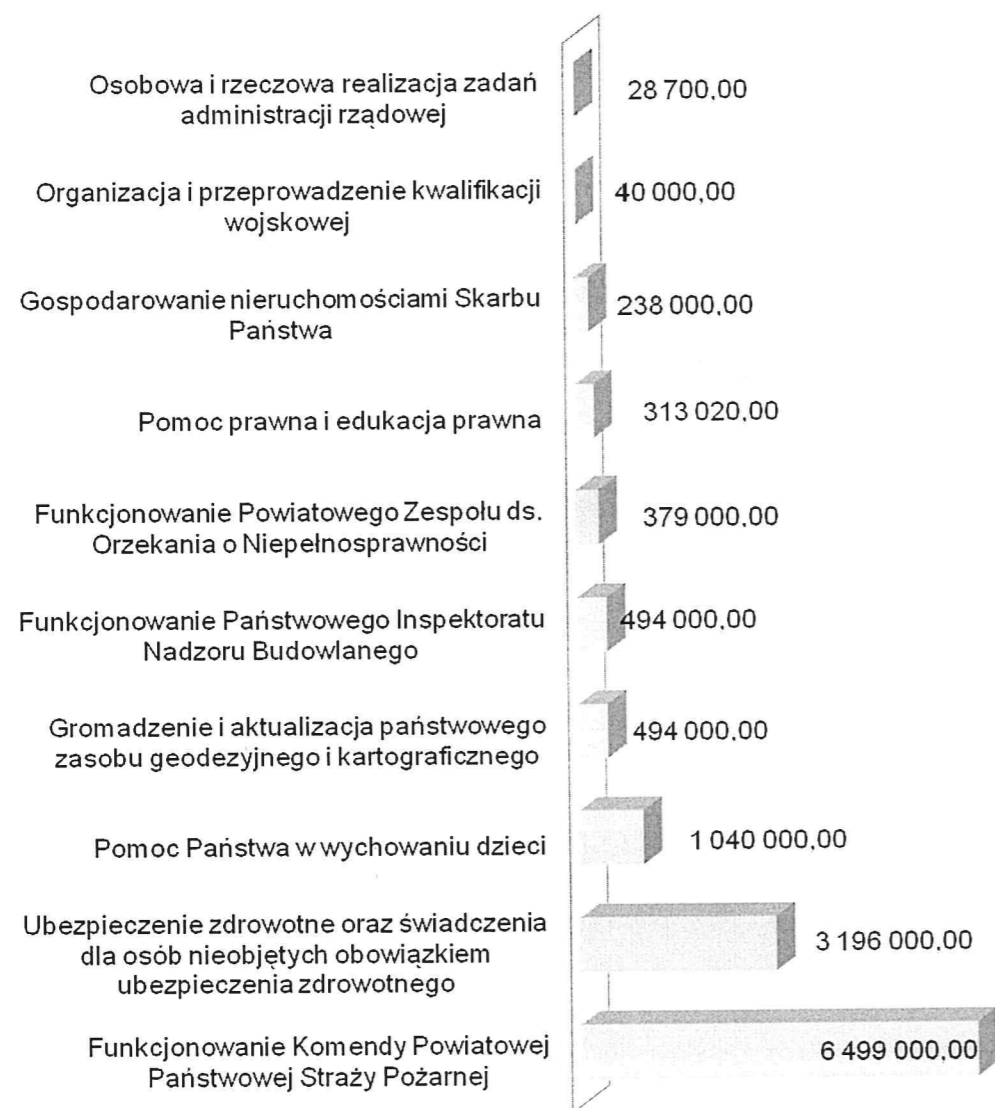 Osobowa i rzeczowa realizacja zadań
administracji rządowej
28 700,00
Organizacja i przeprowadzenie kwalifikacji
wojskowej
40 000,00
Gospodarowanie nieruchomościami Skarbu
Państwa
238 000,00
Pomoc prawna i edukacja prawna
313 020,00
Funkcjonowanie Powiatowego Zespołu ds.
Orzekania o Niepełnosprawności
379 000,00
Funkcjonowanie Państwowego Inspektoratu
Nadzoru Budowlanego
494 000,00
Gromadzenie i aktualizacja państwowego
zasobu geodezyjnego i kartograficznego
494 000,00
Pomoc Państwa w wychowaniu dzieci
1 040 000,00
Ubezpieczenie zdrowotne oraz świadczenia
dla osób nieobjętych obowiązkiem
ubezpieczenia zdrowotnego
3 196 000,00
Funkcjonowanie Komendy Powiatowej
Państwowej Straży Pożarnej
6 499 000,00